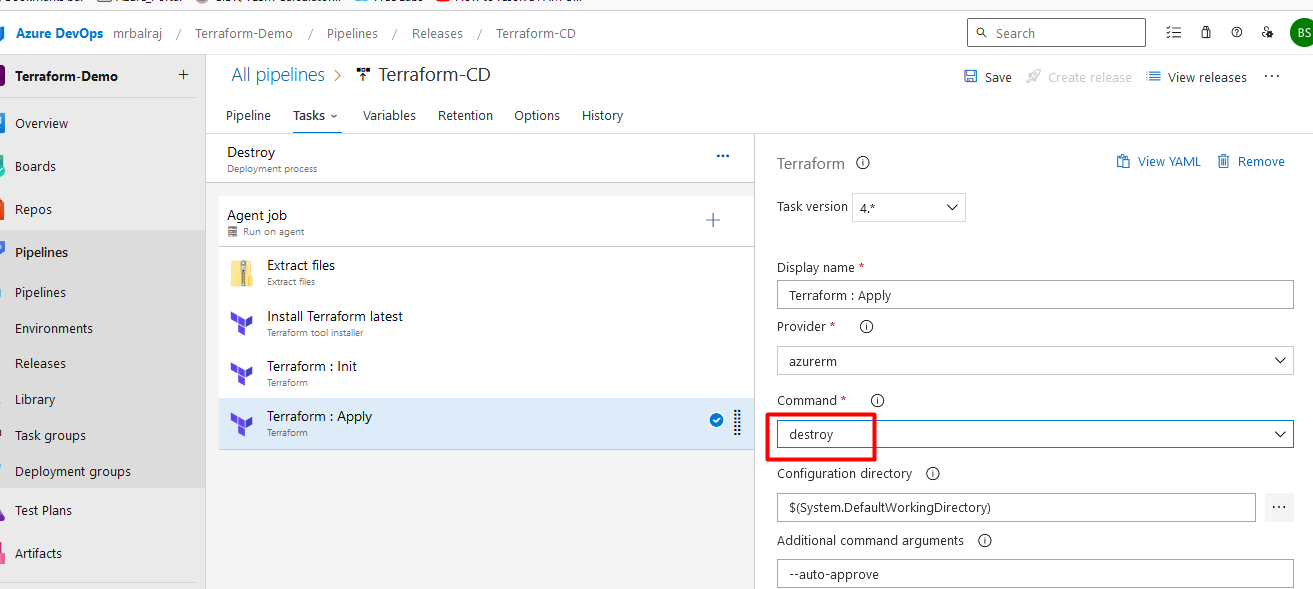 Azure DevOps mrbalraj / Terraform-Demo / Pipelines / Releases / Terraform-CD
Search
BS
Terraform-Demo +
Overview
Boards
Repos
Pipelines
Pipelines
Environments
Releases
Library
Task groups
Deployment groups
Test Plans
Artifacts
All pipelines > Terraform-CD
Save Create release View releases ...
Pipeline Tasks Variables Retention Options History
Destroy
Deployment process
Agent job
Run on agent
Extract files
Extract files
Install Terraform latest
Terraform tool installer
Terraform : Init
Terraform
Terraform : Apply
Terraform
Terraform
View YAML Remove
Task version 4.*
Display name *
Terraform : Apply
Provider *
azurerm
Command *
destroy
Configuration directory
$(System.DefaultWorkingDirectory)
Additional command arguments
--auto-approve